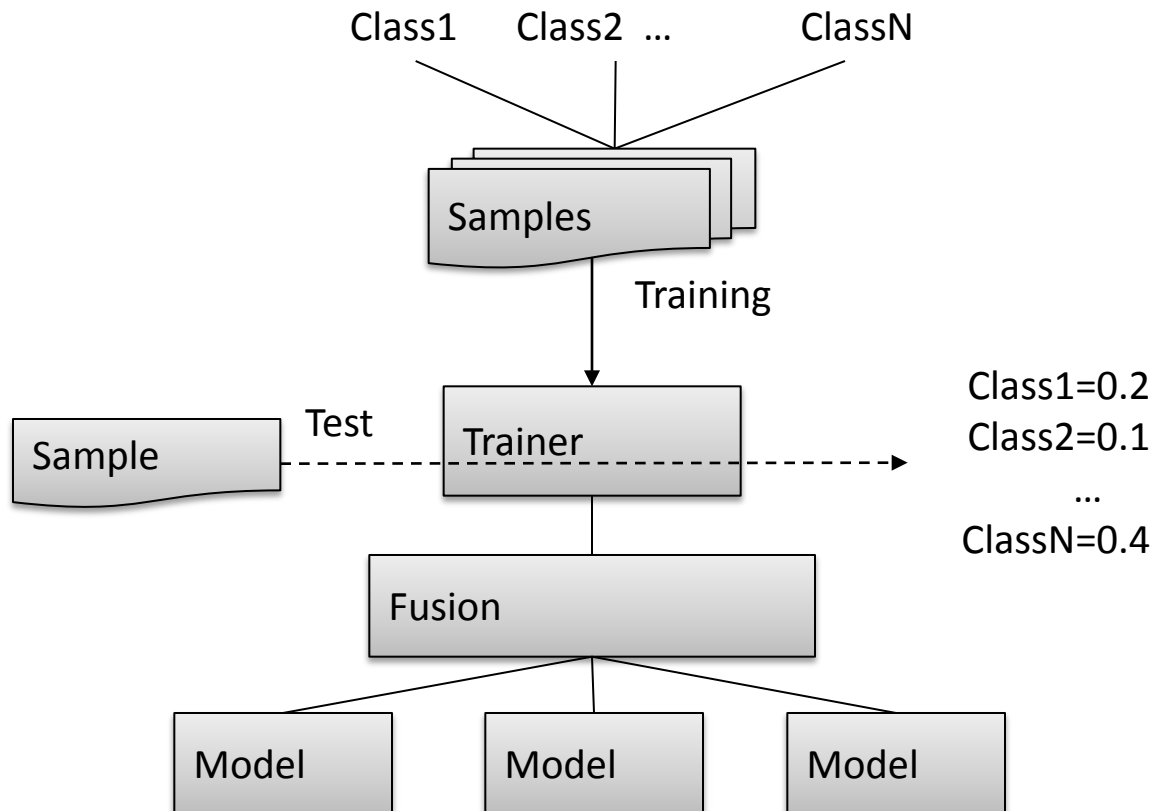 Class1 Class2 ... ClassN
Samples
Training
Class1=0.2
Test
Class2=0.1
Sample
Trainer
...
ClassN=0.4
Fusion
Model Model Model